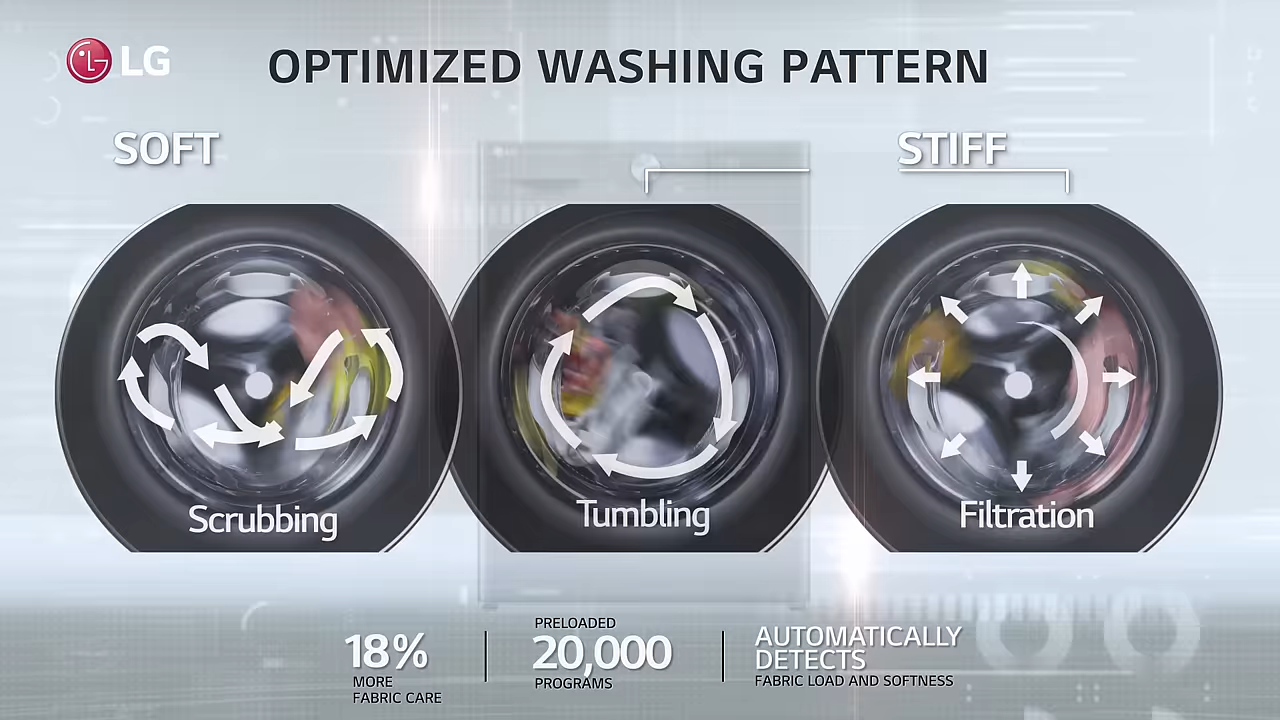 LG
OPTIMIZED WASHING PATTERN
SOFT
STIFF
Scrubbing
Tumbling
Filtration
18%
MORE
FABRIC CARE
PRELOADED
20,000
PROGRAMS
AUTOMATICALLY
DETECTS
FABRIC LOAD AND SOFTNESS